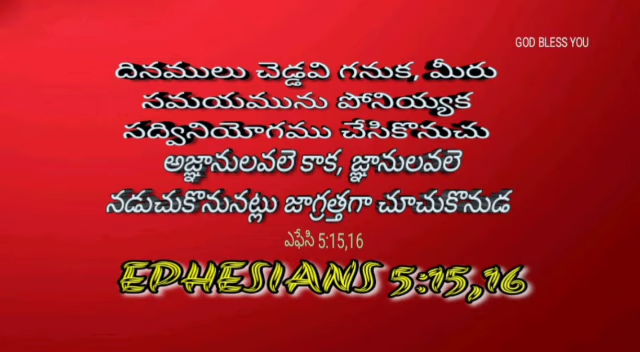 GOD BLESS YOU
దినములు చెడ్డవి గనుక, మీరు
సమయమును పోనియ్యక
సద్వినియోగము చేసికొనుచు
అజ్ఞానులవలె కాక, జ్ఞానులవలె
నడుచుకొనునట్లు జాగ్రత్తగా చూచుకొనుడ
ఎఫేసి 5:15,16
EPHESIANS 5:15,16